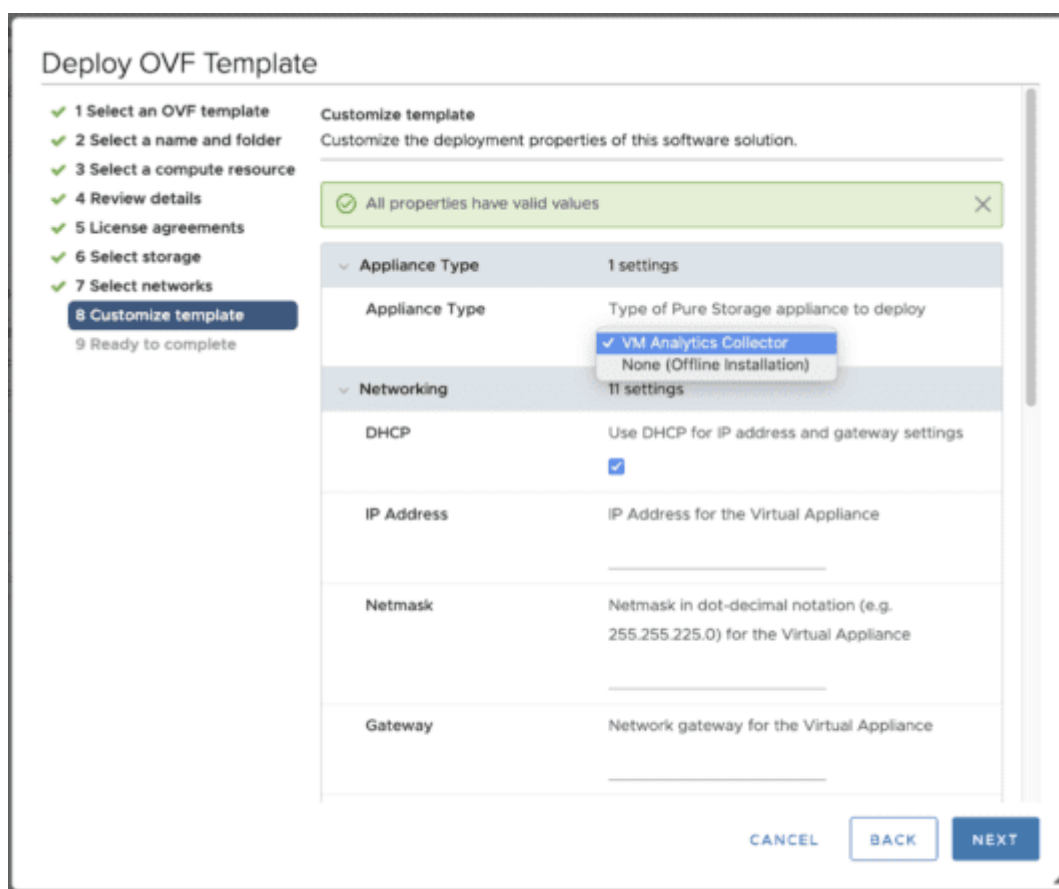 Deploy OVF Template
1 Select an OVF template
2 Select a name and folder
3 Select a compute resource
4 Review details
5 License agreements
6 Select storage
7 Select networks
8 Customize template
9 Ready to complete
Customize template
Customize the deployment properties of this software solution.
All properties have valid values
Appliance Type 1 settings
Appliance Type Type of Pure Storage appliance to deploy
VM Analytics Collector
None (Offline Installation)
Networking 11 settings
DHCP Use DHCP for IP address and gateway settings
IP Address IP Address for the Virtual Appliance
Netmask Netmask in dot-decimal notation (e.g.
255.255.225.0) for the Virtual Appliance
Gateway Network gateway for the Virtual Appliance
CANCEL BACK NEXT